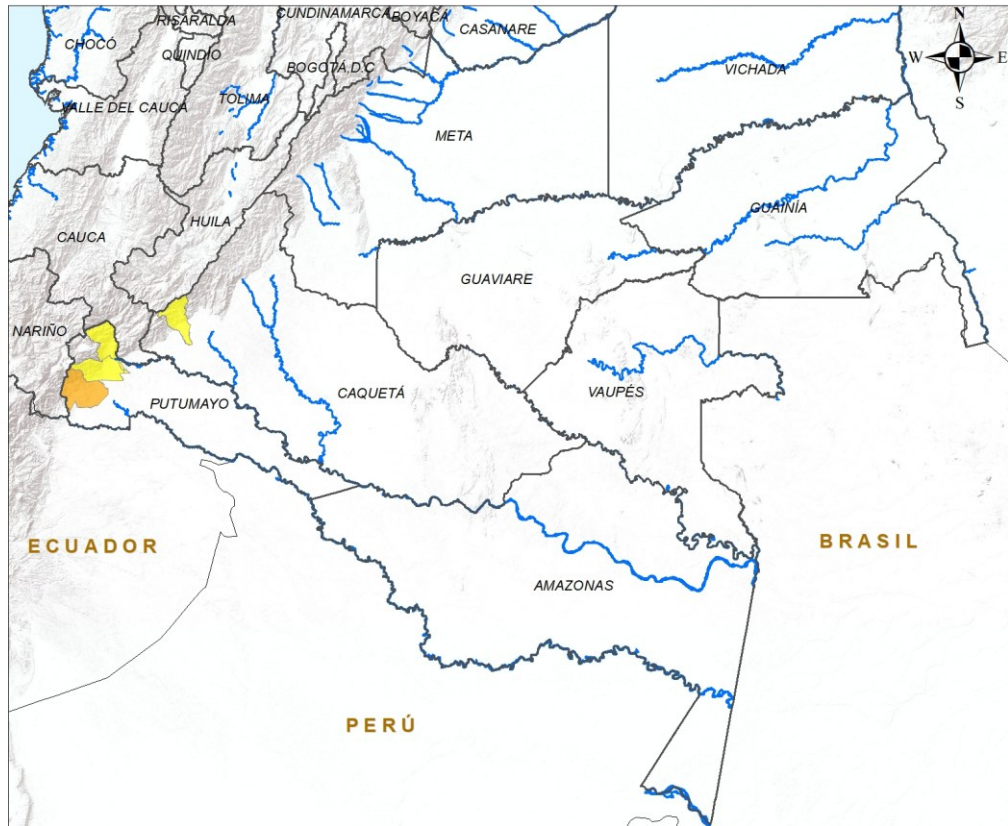 RISARALDA
CUNDINAMARCA
BOYACÁ
CASANARE
N
CHOCÓ
QUINDÍO
BOGOTÁ D.C
VICHADA
W
E
S
VALLE DEL CAUCA
TOLIMA
META
HUILA
GUAINÍA
CAUCA
GUAVIARE
NARIÑO
CAQUETÁ
VAUPÉS
PUTUMAYO
ECUADOR
BRASIL
AMAZONAS
PERÚ